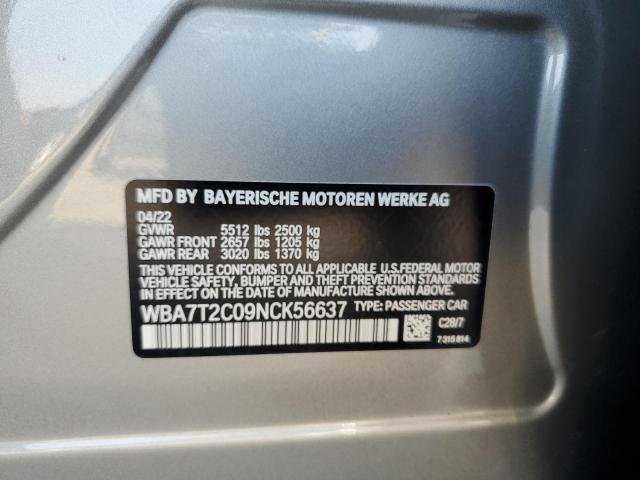 MFD BY BAYERISCHE MOTOREN WERKE AG
04/22
GVWR 5512 lbs 2500 kg
GAWR FRONT 2657 lbs 1205 kg
GAWR REAR 3020 lbs 1370 kg
THIS VEHICLE CONFORMS TO ALL APPLICABLE U.S.FEDERAL MOTOR
VEHICLE SAFETY, BUMPER, AND THEFT PREVENTION STANDARDS
IN EFFECT ON THE DATE OF MANUFACTURE SHOWN ABOVE.
WBA7T2C09NCK56637 TYPE: PASSENGER CAR
C28/7
7 315 814